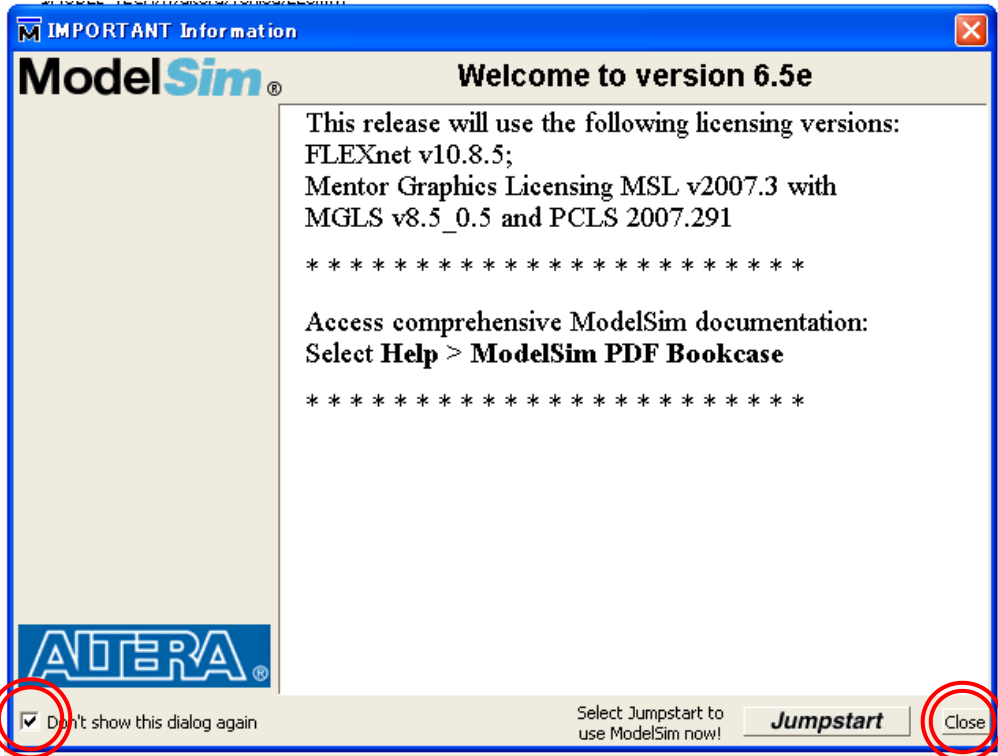 IMPORTANT Information
ModelSim ®
Welcome to version 6.5e
This release will use the following licensing versions:
FLEXnet v10.8.5;
Mentor Graphics Licensing MSL v2007.3 with
MGLS v8.5_0.5 and PCLS 2007.291
* * * * * * * * * * * * * * * * * * * * * * *
Access comprehensive ModelSim documentation:
Select Help > ModelSim PDF Bookcase
* * * * * * * * * * * * * * * * * * * * * * *
ALTERA ®
Don't show this dialog again
Select Jumpstart to
use ModelSim now!
Jumpstart
Close